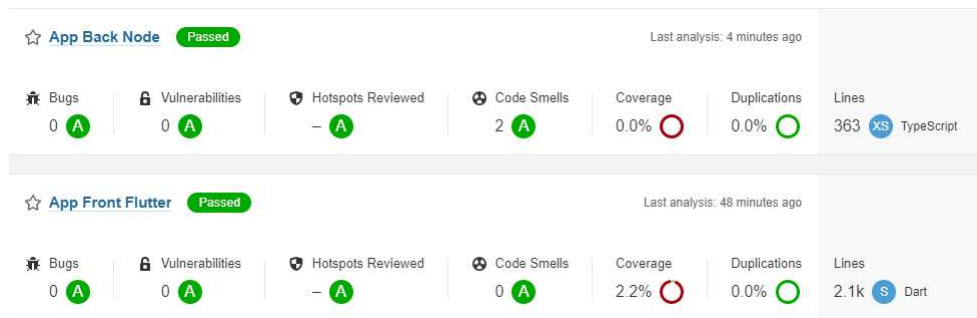 App Back Node Passed Last analysis: 4 minutes ago
Bugs Vulnerabilities Hotspots Reviewed Code Smells Coverage Duplications Lines
0 A 0 A – A 2 A 0.0% 0.0% 363 XS TypeScript
App Front Flutter Passed Last analysis: 48 minutes ago
Bugs Vulnerabilities Hotspots Reviewed Code Smells Coverage Duplications Lines
0 A 0 A – A 0 A 2.2% 0.0% 2.1k S Dart